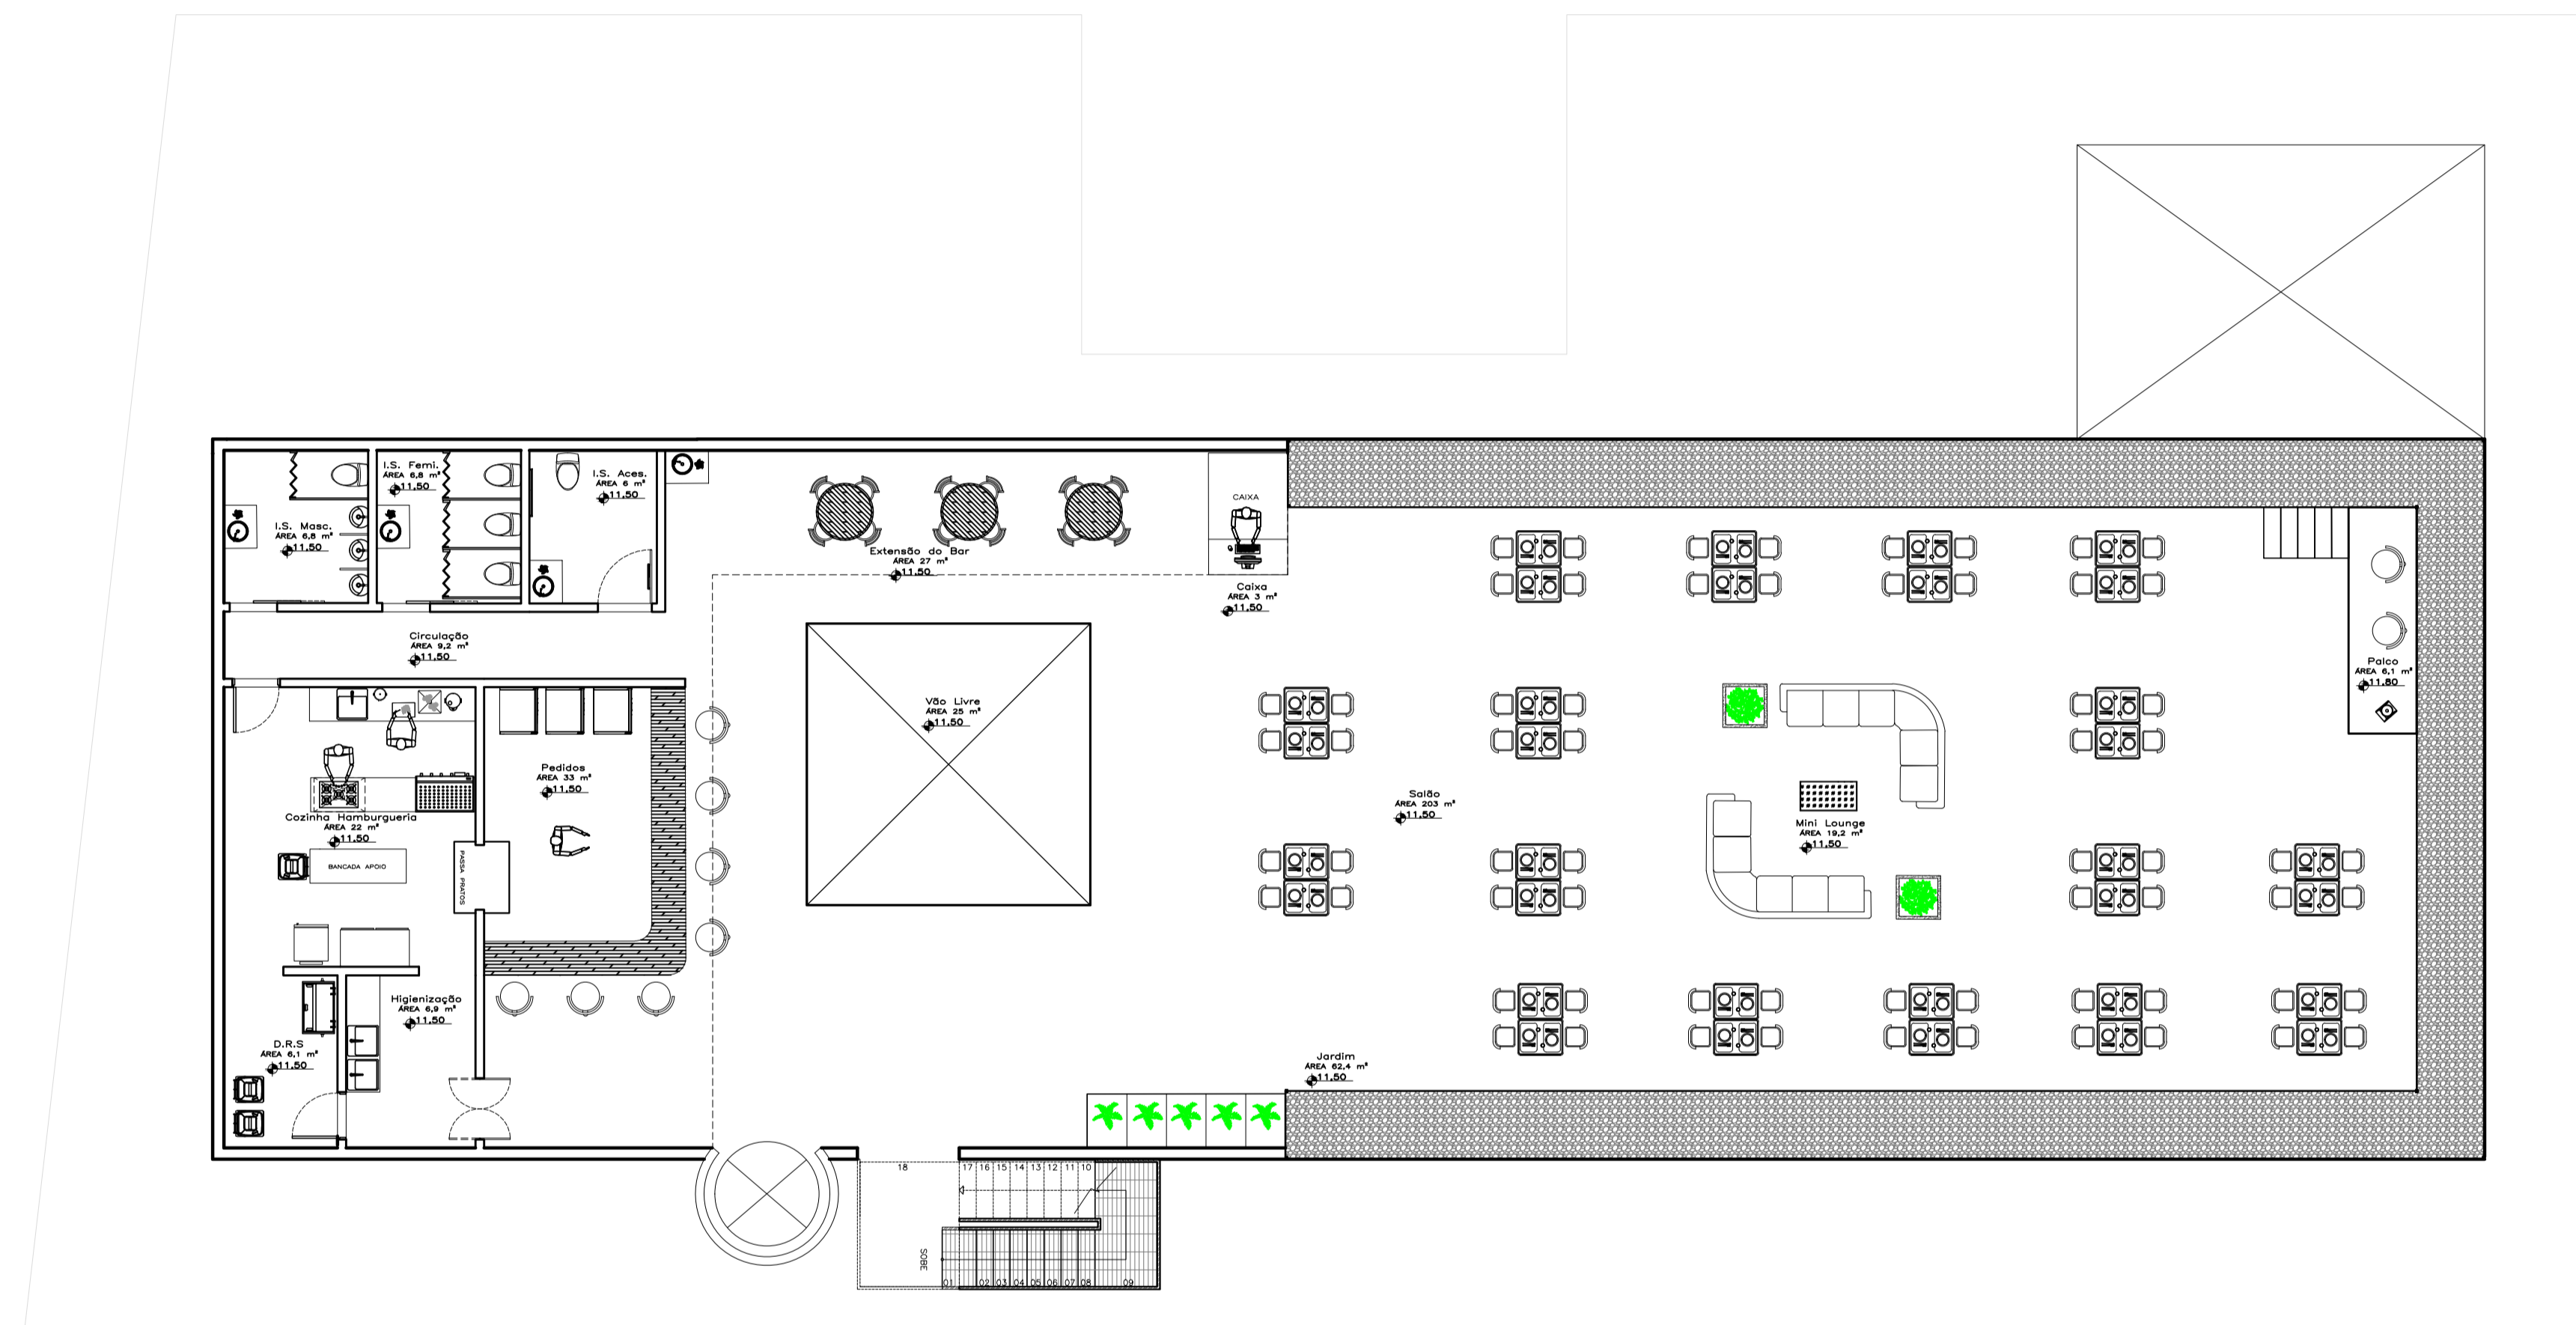 I.S. Femi.
ÁREA 6,8 m²
11.50
I.S. Aces.
ÁREA 6 m²
11.50
I.S. Masc.
ÁREA 6,8 m²
11.50
CAIXA
Extensão do Bar
ÁREA 27 m²
11.50
Caixa
ÁREA 3 m²
11.50
Circulação
ÁREA 9,2 m²
11.50
Palco
ÁREA 6,1 m²
11.80
Vão Livre
ÁREA 25 m²
11.50
Pedidos
ÁREA 33 m²
11.50
Salão
ÁREA 203 m²
11.50
Cozinha Hamburgueria
ÁREA 22 m²
11.50
Mini Lounge
ÁREA 19,2 m²
11.50
BANCADA APOIO
PASSA PRATOS
Higienização
ÁREA 6,9 m²
11.50
D.R.S
ÁREA 6,1 m²
11.50
Jardim
ÁREA 62,4 m²
11.50
18 17 16 15 14 13 12 11 10
SOBE
01 02 03 04 05 06 07 08 09